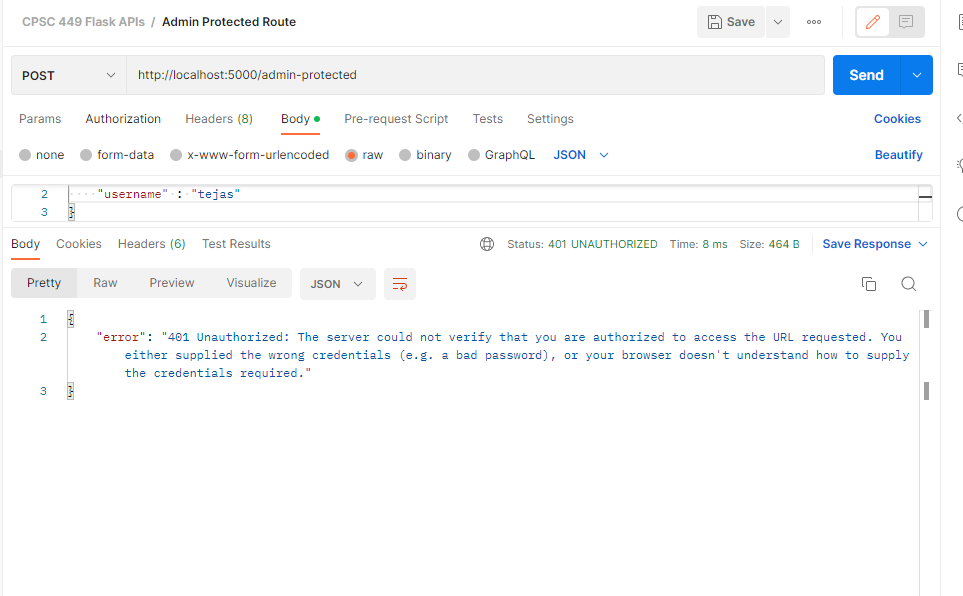 CPSC 449 Flask APIs / Admin Protected Route
Save
POST http://localhost:5000/admin-protected Send
Params Authorization Headers (8) Body Pre-request Script Tests Settings Cookies
none form-data x-www-form-urlencoded raw binary GraphQL JSON Beautify
2 "username" : "tejas"
3 }
Body Cookies Headers (6) Test Results Status: 401 UNAUTHORIZED Time: 8 ms Size: 464 B Save Response
Pretty Raw Preview Visualize JSON
1 {
2 "error": "401 Unauthorized: The server could not verify that you are authorized to access the URL requested. You
either supplied the wrong credentials (e.g. a bad password), or your browser doesn't understand how to supply
the credentials required."
3 }